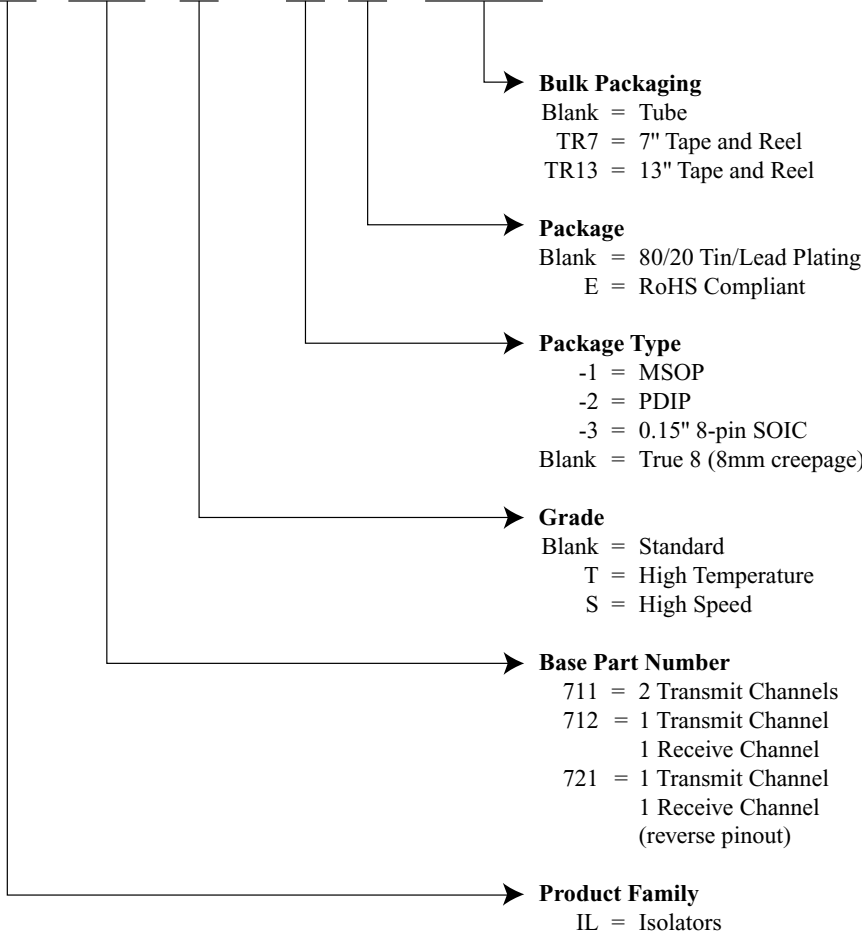 Bulk Packaging
Blank = Tube
TR7 = 7" Tape and Reel
TR13 = 13" Tape and Reel
Package
Blank = 80/20 Tin/Lead Plating
E = RoHS Compliant
Package Type
-1 = MSOP
-2 = PDIP
-3 = 0.15" 8-pin SOIC
Blank = True 8 (8mm creepage)
Grade
Blank = Standard
T = High Temperature
S = High Speed
Base Part Number
711 = 2 Transmit Channels
712 = 1 Transmit Channel
1 Receive Channel
721 = 1 Transmit Channel
1 Receive Channel
(reverse pinout)
Product Family
IL = Isolators